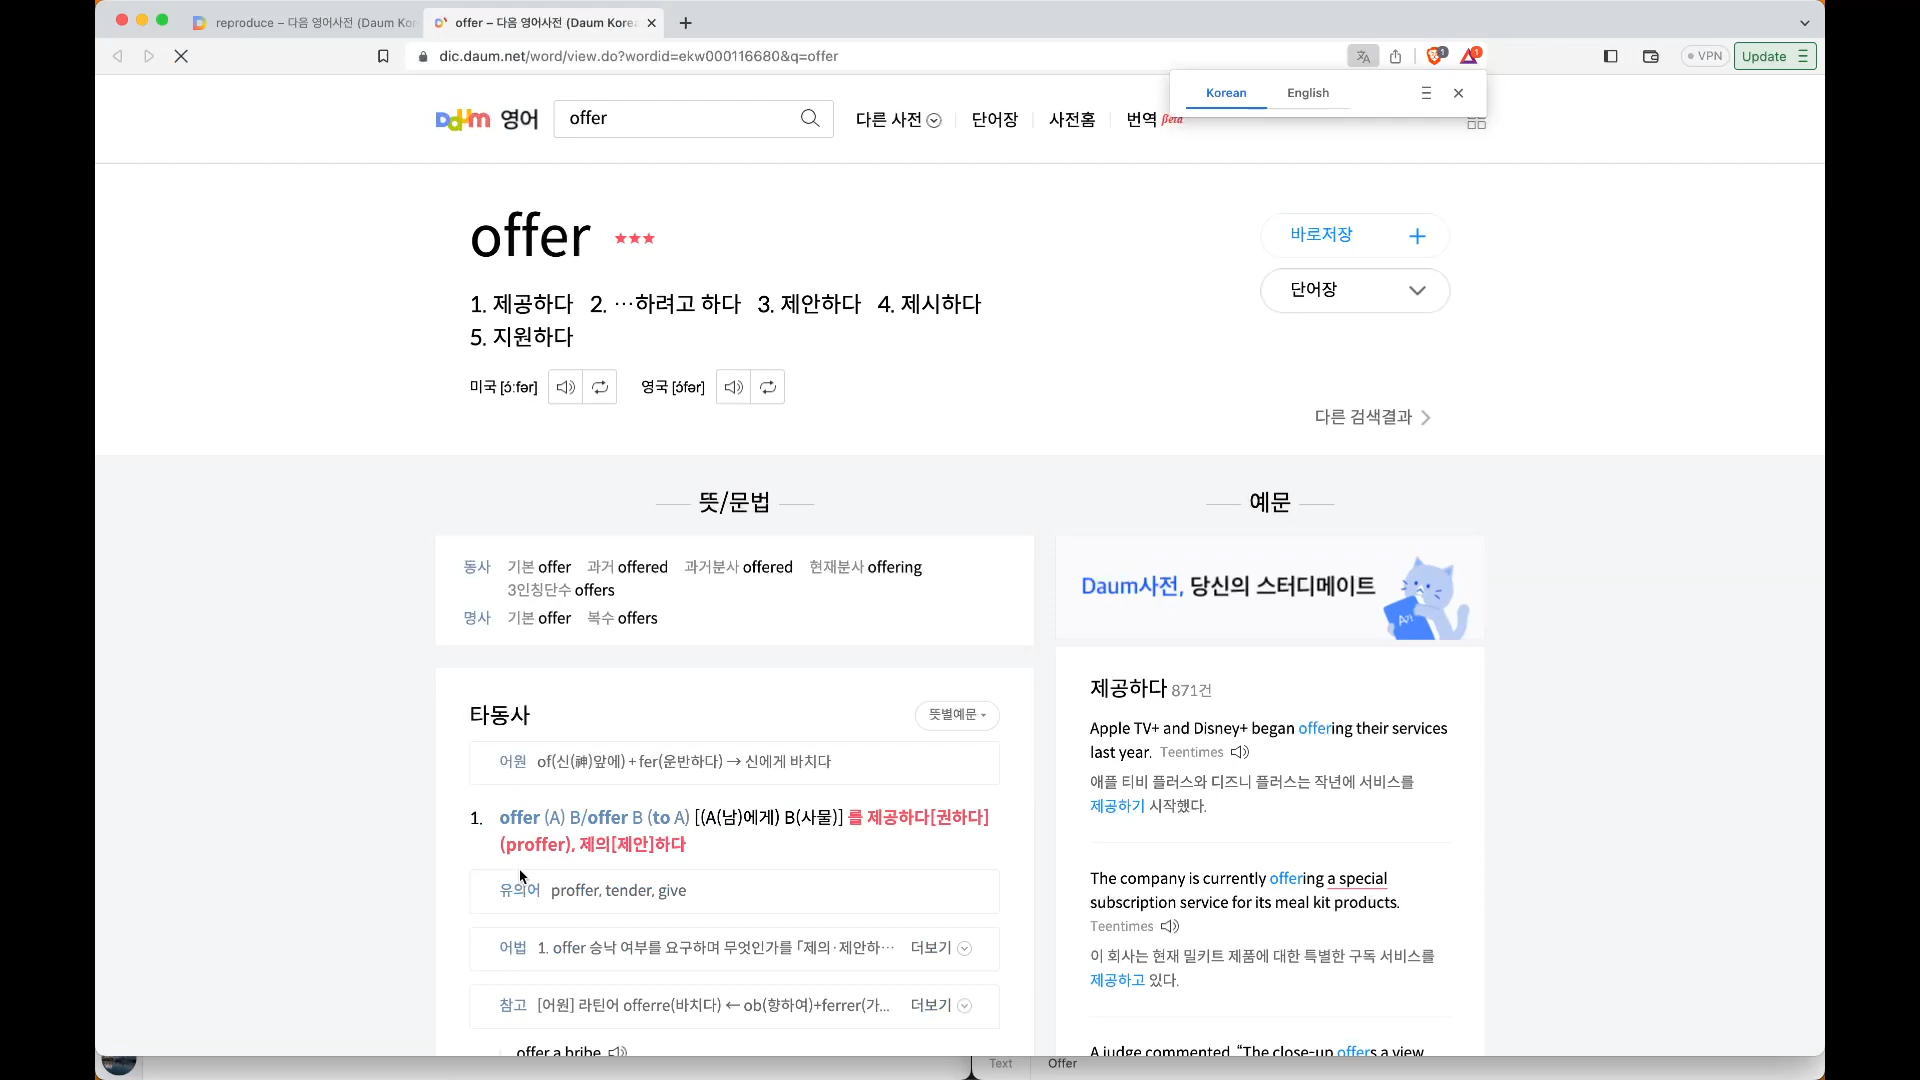 reproduce – 다음 영어사전 (Daum Kor
offer – 다음 영어사전 (Daum Korea
dic.daum.net/word/view.do?wordid=ekw000116680&q=offer
1
1
VPN
Update
Korean
English
Daum 영어
offer
다른 사전
단어장
사전홈
번역 beta
offer
바로저장
단어장
1. 제공하다 2. …하려고 하다 3. 제안하다 4. 제시하다
5. 지원하다
미국 [ɔ́ːfər]
영국 [ɔ́fər]
다른 검색결과
뜻/문법
동사 기본 offer 과거 offered 과거분사 offered 현재분사 offering
3인칭단수 offers
명사 기본 offer 복수 offers
타동사
뜻별예문
어원 of(신(神)앞에) + fer(운반하다) → 신에게 바치다
1. offer (A) B/offer B (to A) [(A(남)에게) B(사물)] 를 제공하다[권하다]
(proffer), 제의[제안]하다
유의어 proffer, tender, give
어법 1. offer 승낙 여부를 요구하며 무엇인가를 「제의·제안하… 더보기
참고 [어원] 라틴어 offerre(바치다) ← ob(향하여)+ferrer(가... 더보기
offer a bribe
예문
Daum사전, 당신의 스터디메이트
제공하다 871건
Apple TV+ and Disney+ began offering their services
last year. Teentimes
애플 티비 플러스와 디즈니 플러스는 작년에 서비스를
제공하기 시작했다.
The company is currently offering a special
subscription service for its meal kit products.
Teentimes
이 회사는 현재 밀키트 제품에 대한 특별한 구독 서비스를
제공하고 있다.
A judge commented, “The close-up offers a view
Text
Offer